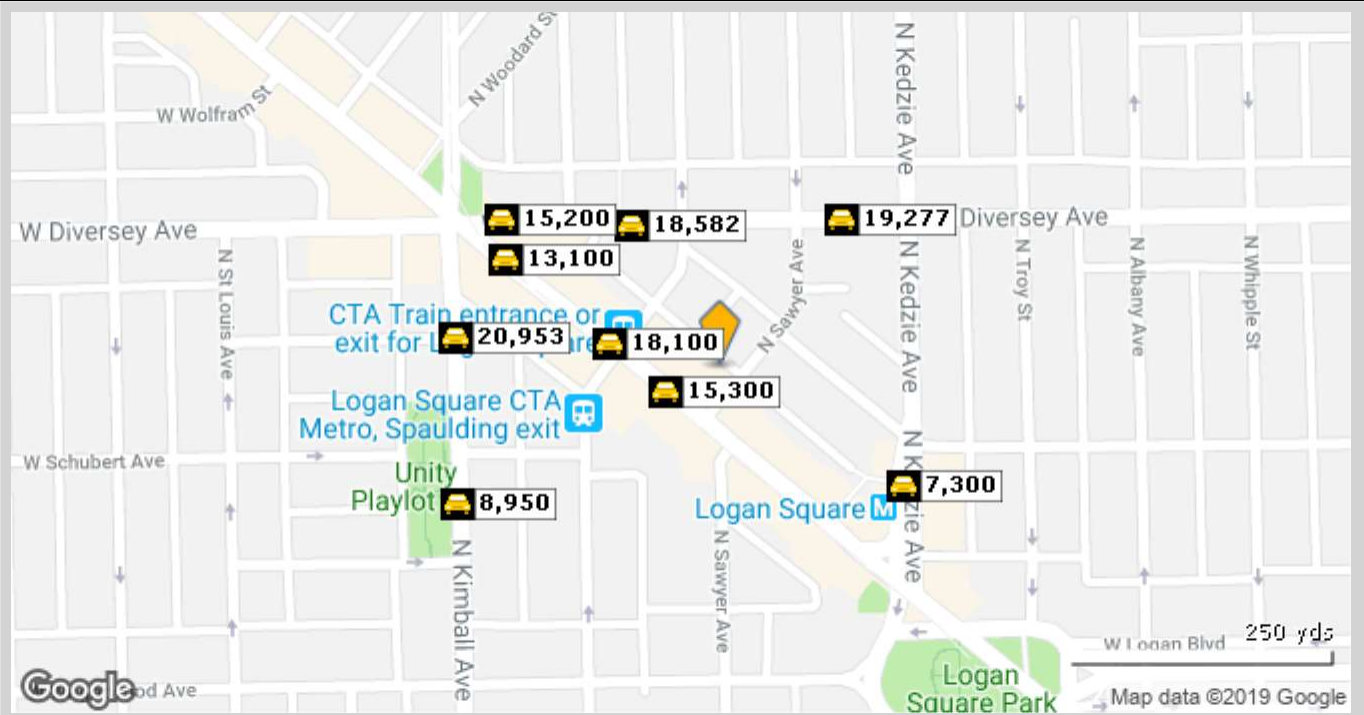 N Woodard St
N Kedzie Ave
W Wolfram St
15,200
18,582
19,277
Diversey Ave
W Diversey Ave
13,100
N St Louis Ave
N Sawyer Ave
N Kedzie Ave
N Troy St
N Albany Ave
N Whipple St
CTA Train entrance or
exit for
20,953
18,100
15,300
Logan Square CTA
Metro, Spaulding exit
W Schubert Ave
Unity
Playlot
8,950
7,300
Logan Square M
N Kedzie Ave
N Kimball Ave
N Sawyer Ave
250 yds
W Logan Blvd
Logan
Square Park
Google
Ave
Map data ©2019 Google